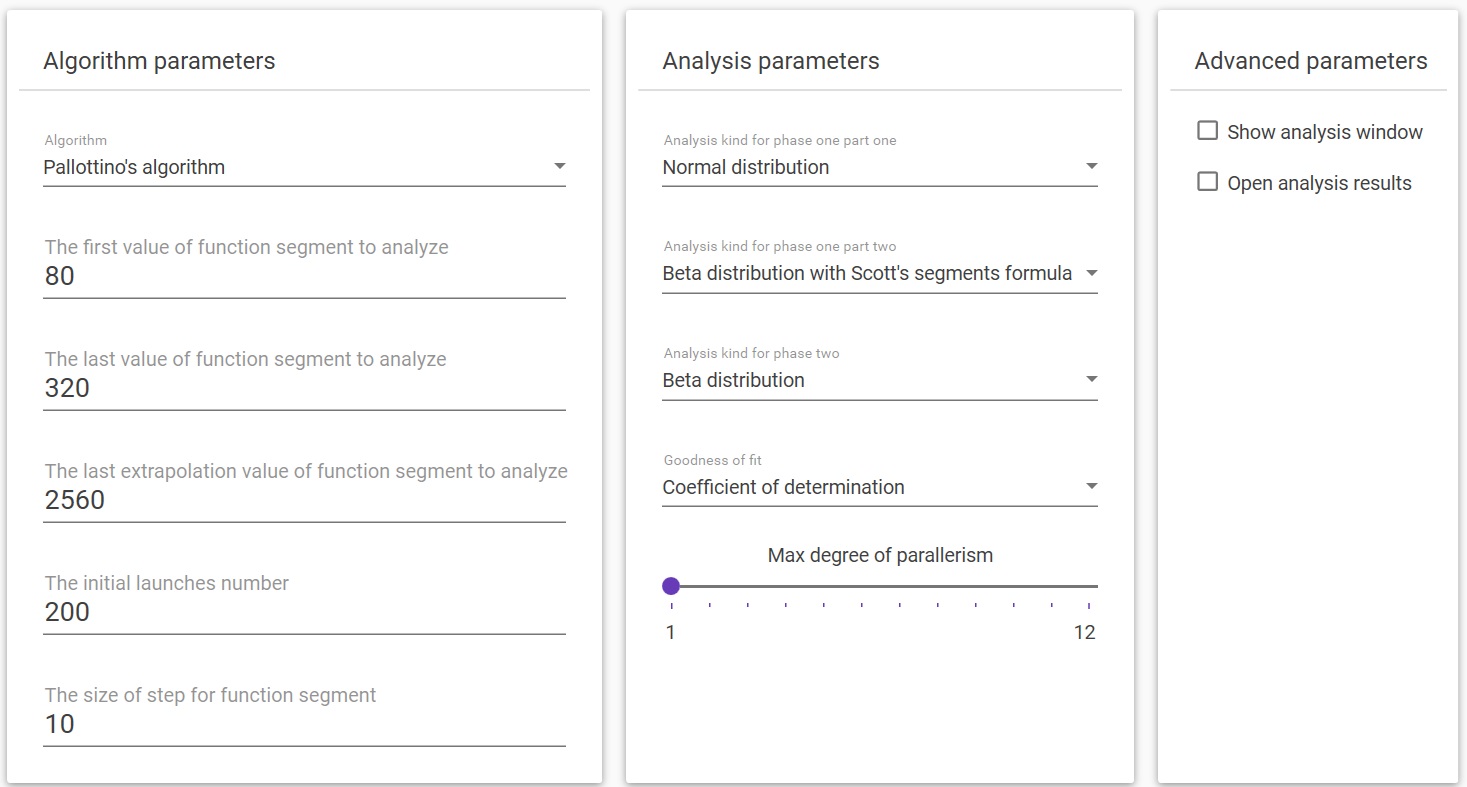 Algorithm parameters
Algorithm
Pallottino's algorithm
The first value of function segment to analyze
80
The last value of function segment to analyze
320
The last extrapolation value of function segment to analyze
2560
The initial launches number
200
The size of step for function segment
10
Analysis parameters
Analysis kind for phase one part one
Normal distribution
Analysis kind for phase one part two
Beta distribution with Scott's segments formula
Analysis kind for phase two
Beta distribution
Goodness of fit
Coefficient of determination
Max degree of parallerism
1 12
Advanced parameters
Show analysis window
Open analysis results